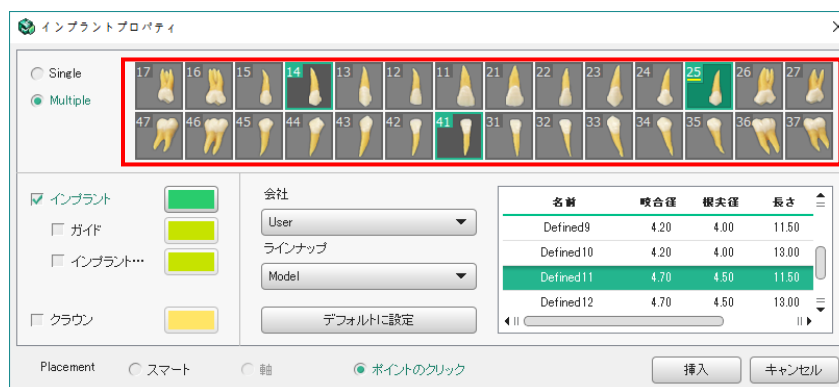 インプラントプロパティ
Single
Multiple
17 16 15 14 13 12 11 21 22 23 24 25 26 27
47 46 45 44 43 42 41 31 32 33 34 35 36 37
インプラント
ガイド
インプラント…
クラウン
会社
User
ラインナップ
Model
デフォルトに設定
名前 咬合径 根尖径 長さ
Defined9 4.20 4.00 11.50
Defined10 4.20 4.00 13.00
Defined11 4.70 4.50 11.50
Defined12 4.70 4.50 13.00
Placement スマート 軸 ポイントのクリック
挿入 キャンセル